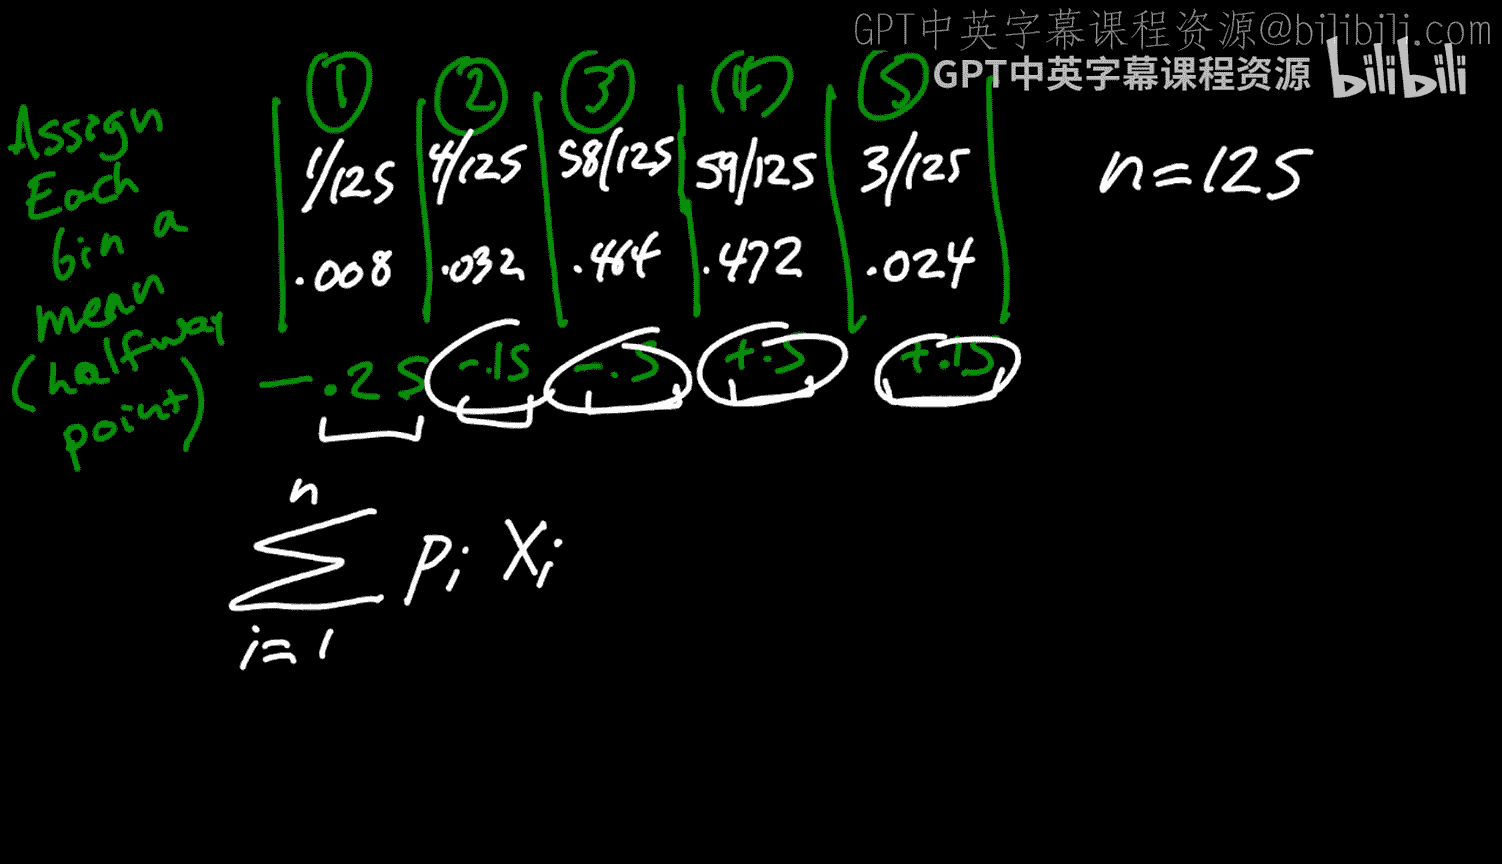 GPT中英字幕课程资源@bilibili.com
GPT中英字幕课程资源 bilibili
Assign
Each
bin a
mean
(halfway
point)
1 2 3 (4) 5
1/125 4/125 58/125 59/125 3/125
n=125
.008 .032 .464 .472 .024
-.25 -.15 -.5 +.5 +.15
n
∑ pi Xi
i=1